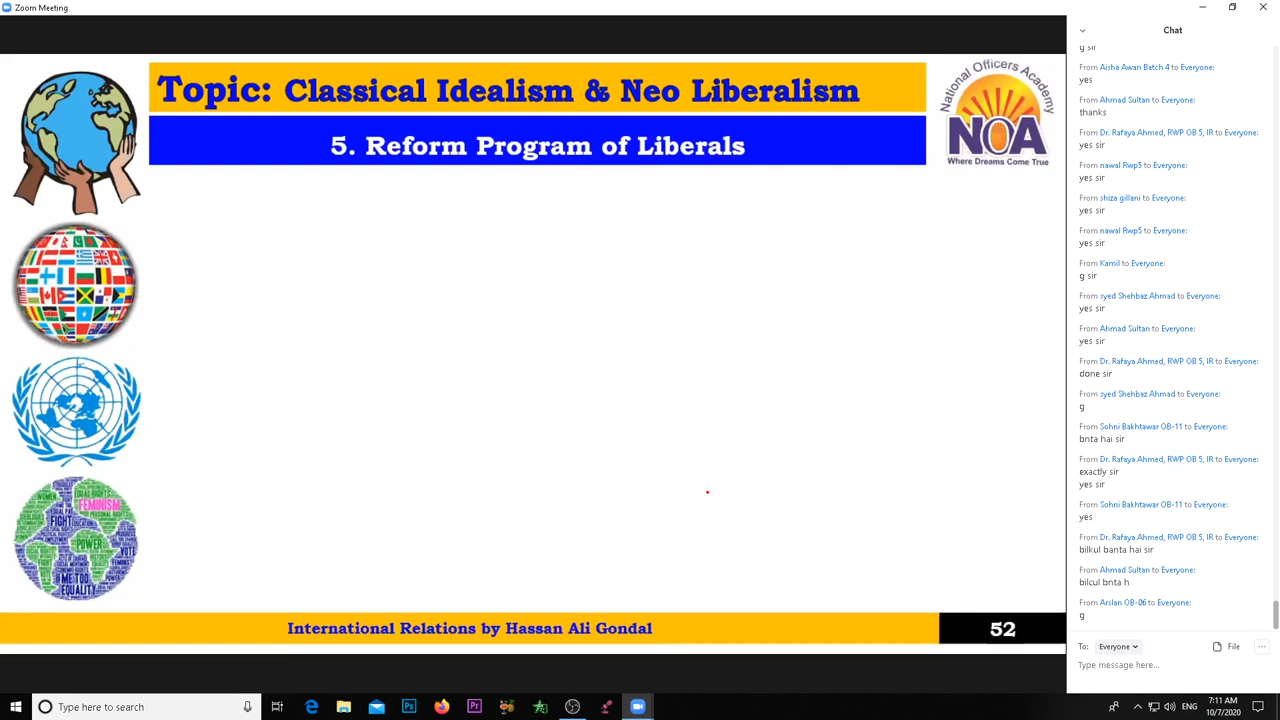 Zoom Meeting
Topic: Classical Idealism & Neo Liberalism
5. Reform Program of Liberals
National Officers Academy
NOA
Where Dreams Come True
FEMINISM
FIGHT
POWER
VOTE
ME TOO
EQUALITY
International Relations by Hassan Ali Gondal
52
Chat
g sir
From Aisha Awan Batch 4 to Everyone:
yes
From Ahmad Sultan to Everyone:
thanks
From Dr. Rafaya Ahmed, RWP OB 5, IR to Everyone:
yes sir
From nawal Rwp5 to Everyone:
yes sir
From shiza gillani to Everyone:
yes sir
From nawal Rwp5 to Everyone:
yes sir
From Kamil to Everyone:
g sir
From syed Shehbaz Ahmad to Everyone:
yes sir
From Ahmad Sultan to Everyone:
yes sir
From Dr. Rafaya Ahmed, RWP OB 5, IR to Everyone:
done sir
From syed Shehbaz Ahmad to Everyone:
g
From Sohni Bakhtawar OB-11 to Everyone:
bnta hai sir
From Dr. Rafaya Ahmed, RWP OB 5, IR to Everyone:
exactly sir
yes sir
From Sohni Bakhtawar OB-11 to Everyone:
yes
From Dr. Rafaya Ahmed, RWP OB 5, IR to Everyone:
bilkul banta hai sir
From Ahmad Sultan to Everyone:
bilcul bnta h
From Arslan OB-06 to Everyone:
g
To: Everyone File
Type message here...
Type here to search
Ps
Pr
ENG
7:11 AM
10/7/2020